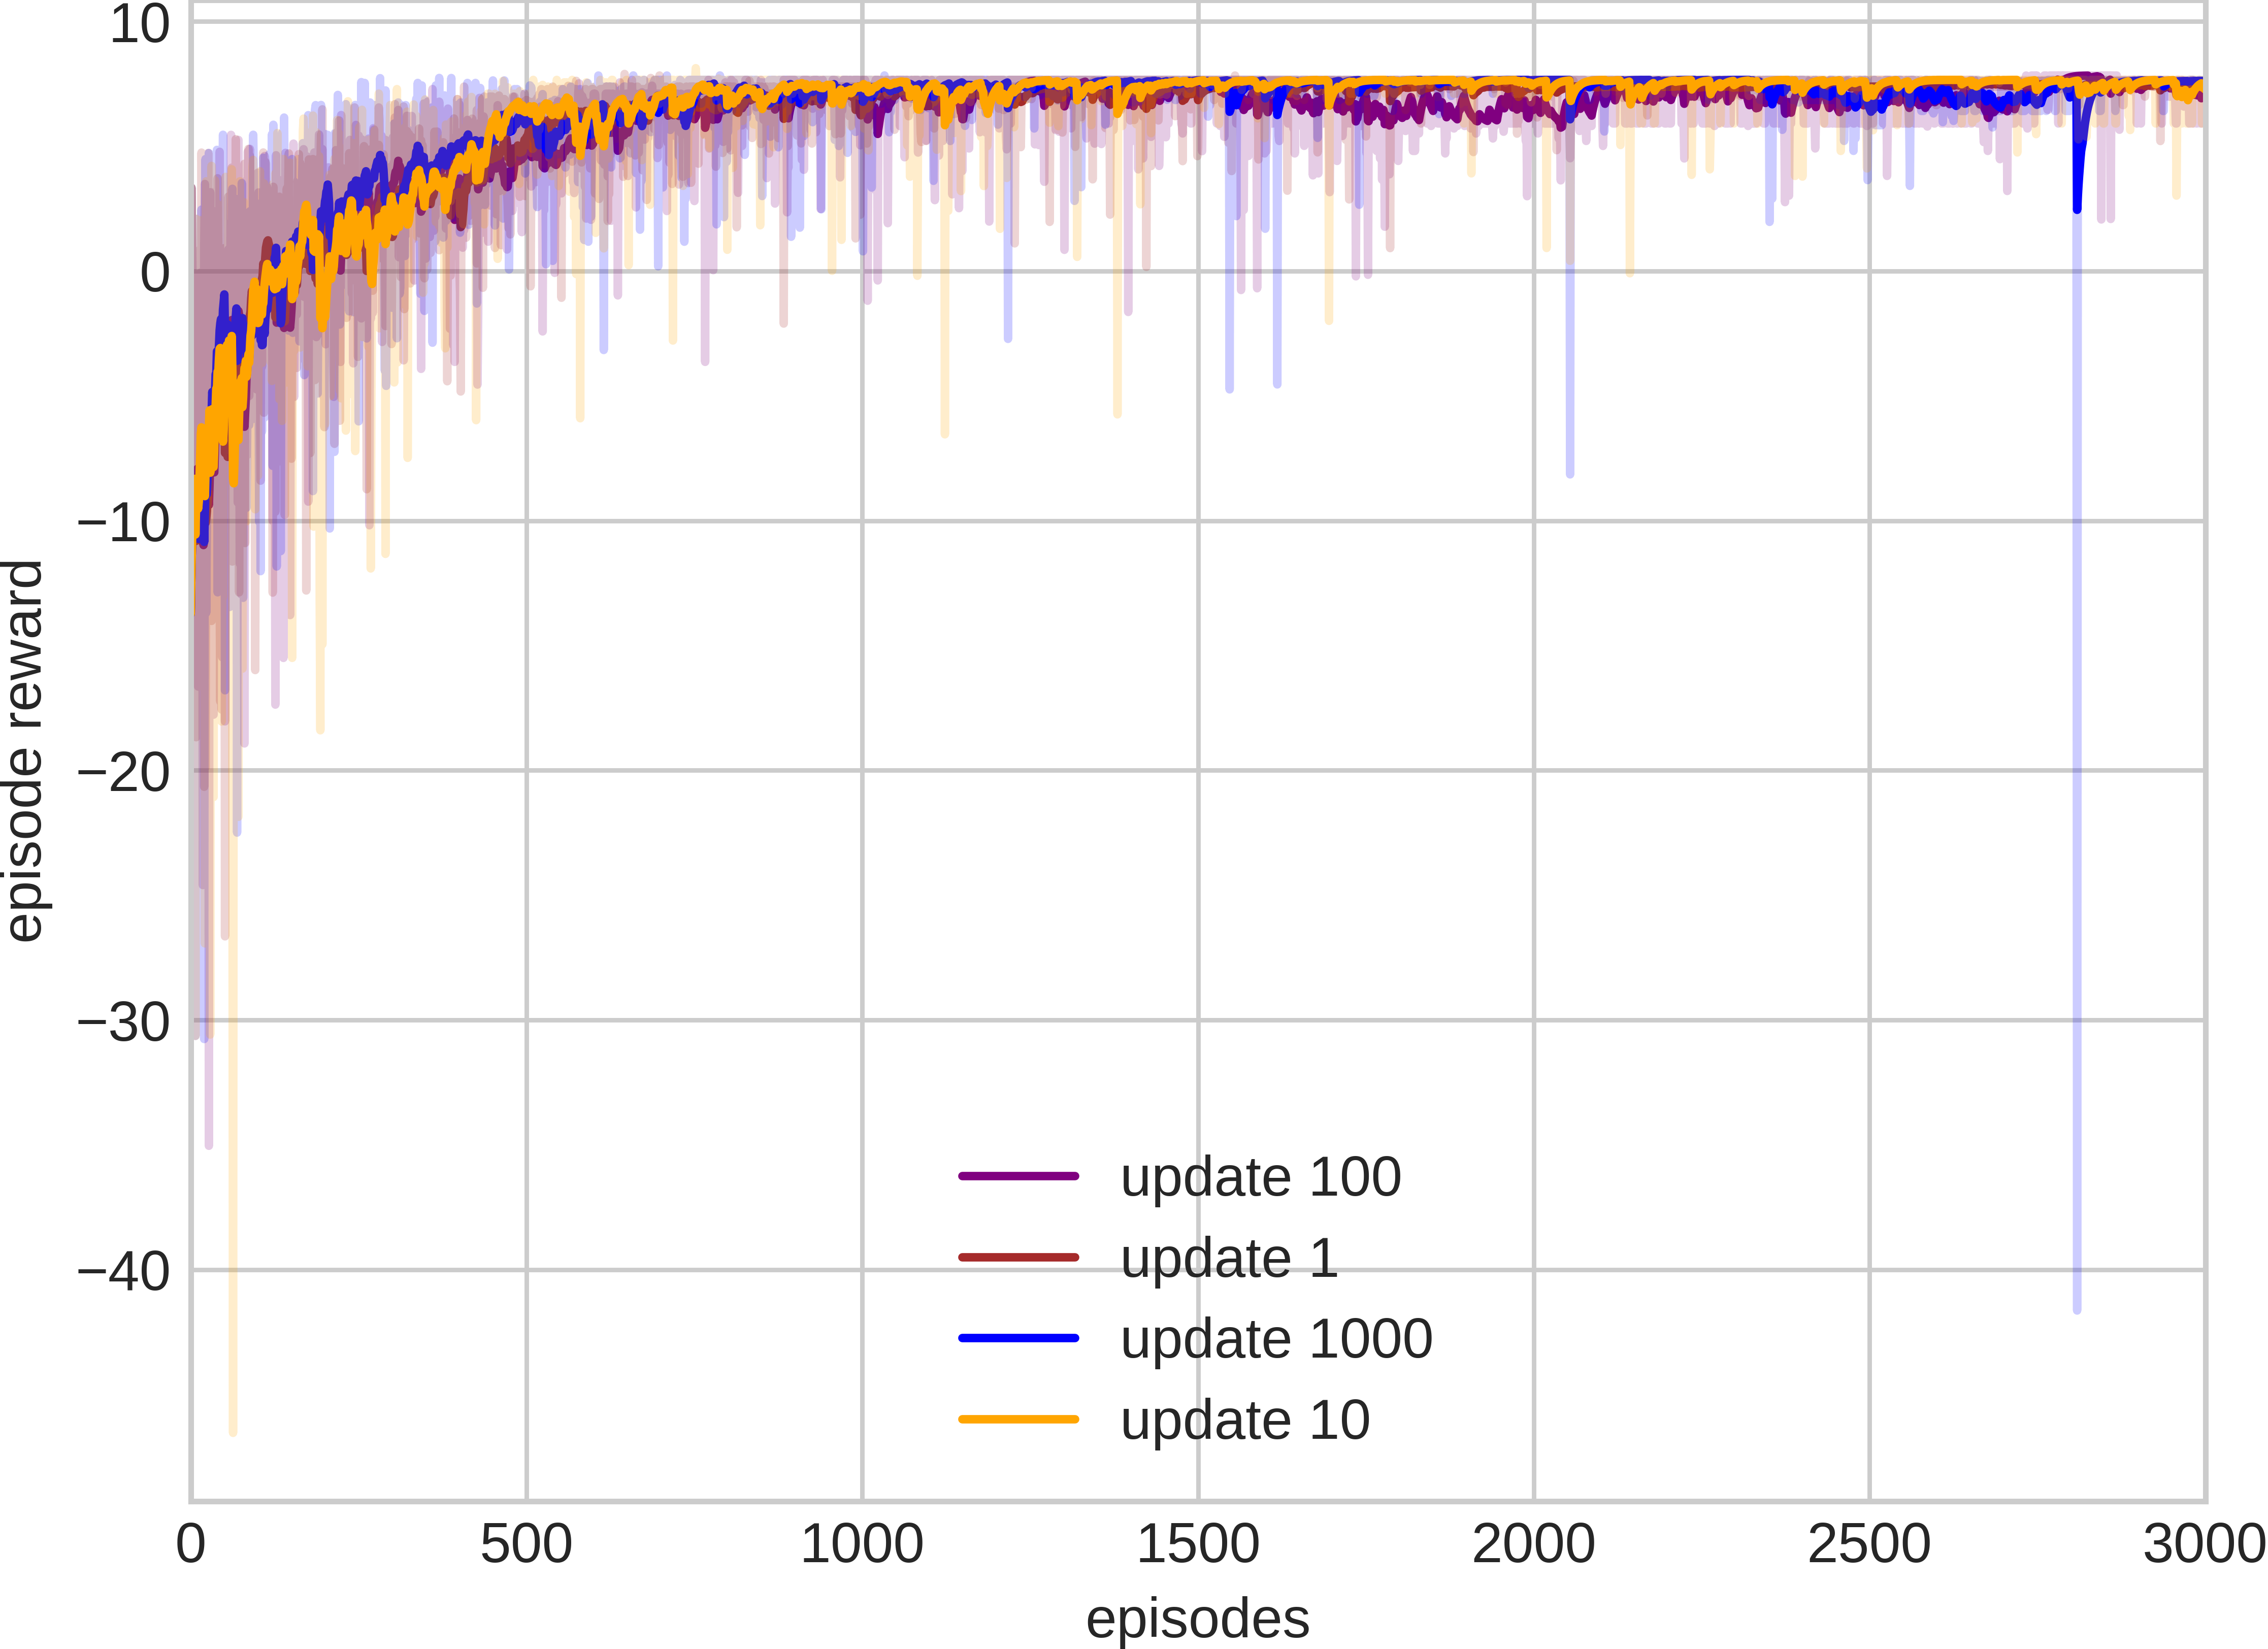 10
0
−10
−20
−30
−40
episode reward
update 100
update 1
update 1000
update 10
0 500 1000 1500 2000 2500 3000
episodes